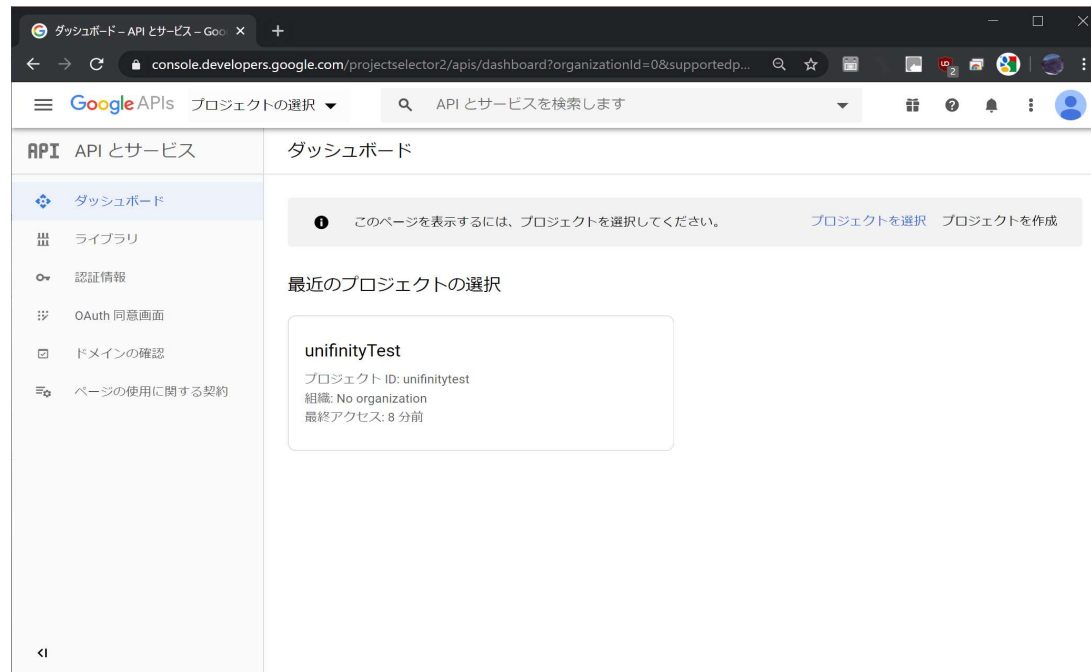 ダッシュボード – API とサービス – Goo
console.developers.google.com/projectselector2/apis/dashboard?organizationId=0&supportedp...
2
Google APIs プロジェクトの選択 API とサービスを検索します
API API とサービス
ダッシュボード
ダッシュボード
ライブラリ
認証情報
OAuth 同意画面
ドメインの確認
ページの使用に関する契約
このページを表示するには、プロジェクトを選択してください。 プロジェクトを選択 プロジェクトを作成
最近のプロジェクトの選択
unifinityTest
プロジェクト ID: unifinitytest
組織: No organization
最終アクセス: 8 分前